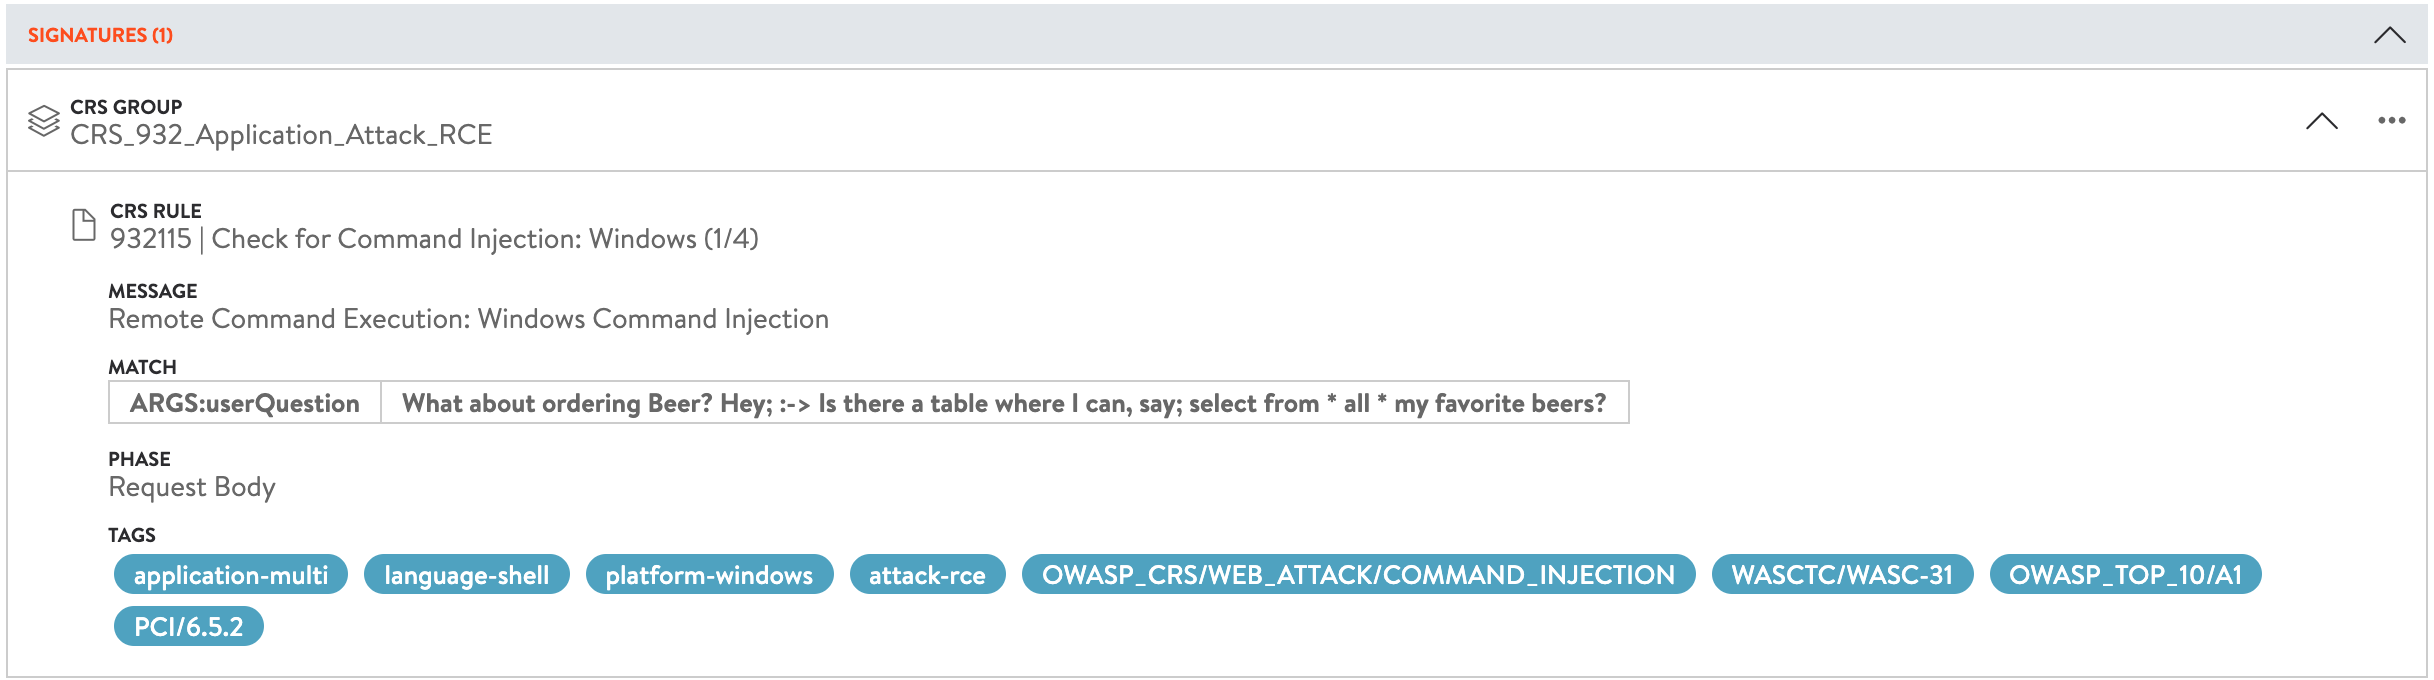 SIGNATURES (1)
CRS GROUP
CRS_932_Application_Attack_RCE
CRS RULE
932115 | Check for Command Injection: Windows (1/4)
MESSAGE
Remote Command Execution: Windows Command Injection
MATCH
ARGS:userQuestion What about ordering Beer? Hey; :-> Is there a table where I can, say; select from * all * my favorite beers?
PHASE
Request Body
TAGS
application-multi language-shell platform-windows attack-rce OWASP_CRS/WEB_ATTACK/COMMAND_INJECTION WASCTC/WASC-31 OWASP_TOP_10/A1
PCI/6.5.2